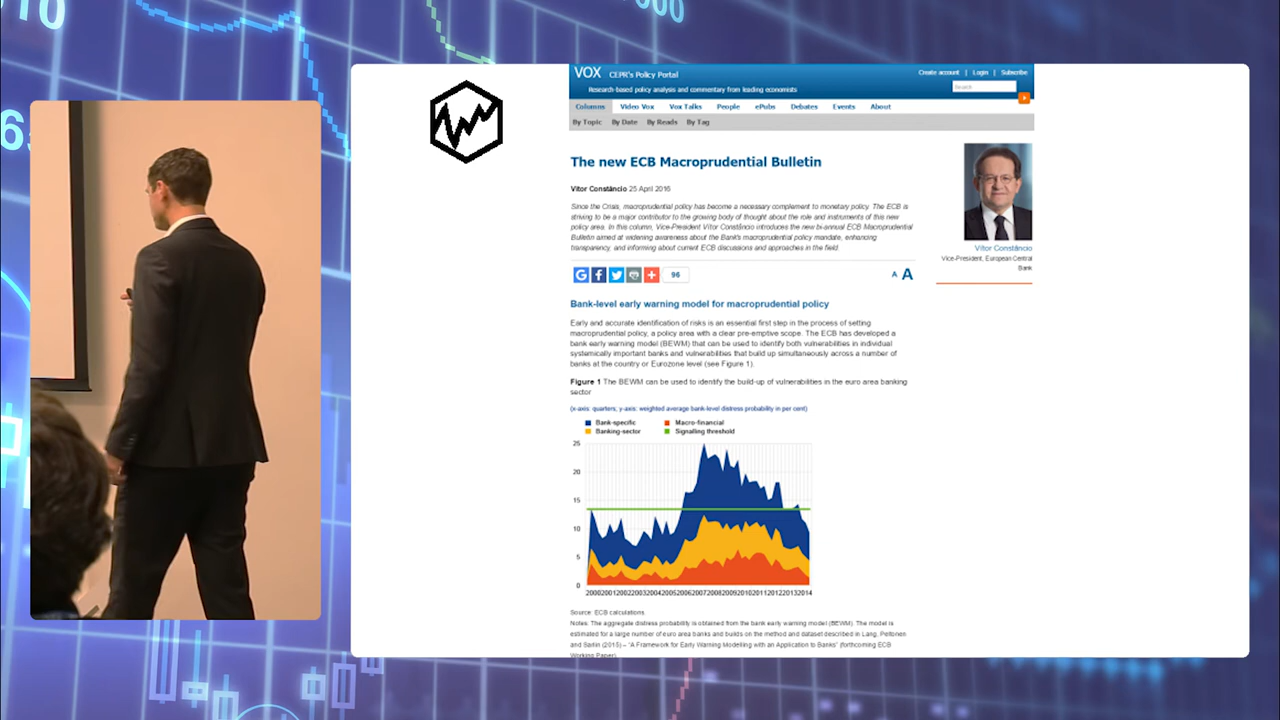 VOX CEPR's Policy Portal
Create account | Login | Subscribe
Research-based policy analysis and commentary from leading economists
Search
Columns Video Vox Vox Talks People ePubs Debates Events About
By Topic By Date By Reads By Tag
The new ECB Macroprudential Bulletin
Vítor Constâncio 25 April 2016
Since the Crisis, macroprudential policy has become a necessary complement to monetary policy. The ECB is
striving to be a major contributor to the growing body of thought about the role and instruments of this new
policy area. In this column, Vice-President Vítor Constâncio introduces the new bi-annual ECB Macroprudential
Bulletin aimed at widening awareness about the Bank's macroprudential policy mandate, enhancing
transparency, and informing about current ECB discussions and approaches in the field
Vítor Constâncio
Vice-President, European Central
Bank
96
A A
Bank-level early warning model for macroprudential policy
Early and accurate identification of risks is an essential first step in the process of setting
macroprudential policy, a policy area with a clear pre-emptive scope. The ECB has developed a
bank early warning model (BEWM) that can be used to identify both vulnerabilities in individual
systemically important banks and vulnerabilities that build up simultaneously across a number of
banks at the country or Eurozone level (see Figure 1)
Figure 1 The BEWM can be used to identify the build-up of vulnerabilities in the euro area banking
sector
(x-axis: quarters; y-axis: weighted average bank-level distress probability in per cent)
Bank-specific Macro-financial
Banking-sector Signalling threshold
25
20
15
10
5
0
2000 2001 2002 2003 2004 2005 2006 2007 2008 2009 2010 2011 2012 2013 2014
Source: ECB calculations
Notes: The aggregate distress probability is obtained from the bank early warning model (BEWM). The model is
estimated for a large number of euro area banks and builds on the method and dataset described in Lang, Peltonen
and Sarlin (2015) – "A Framework for Early Warning Modelling with an Application to Banks" (forthcoming ECB
Working Paper)